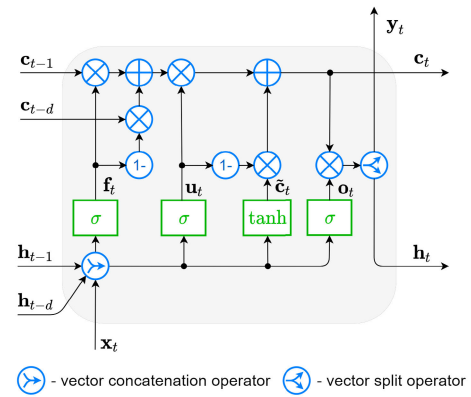 y_t
c_{t−1}
c_t
c_{t−d}
1-
1-
f_t
u_t
c̃_t
o_t
σ
σ
tanh
σ
h_{t−1}
h_t
h_{t−d}
x_t
- vector concatenation operator
- vector split operator